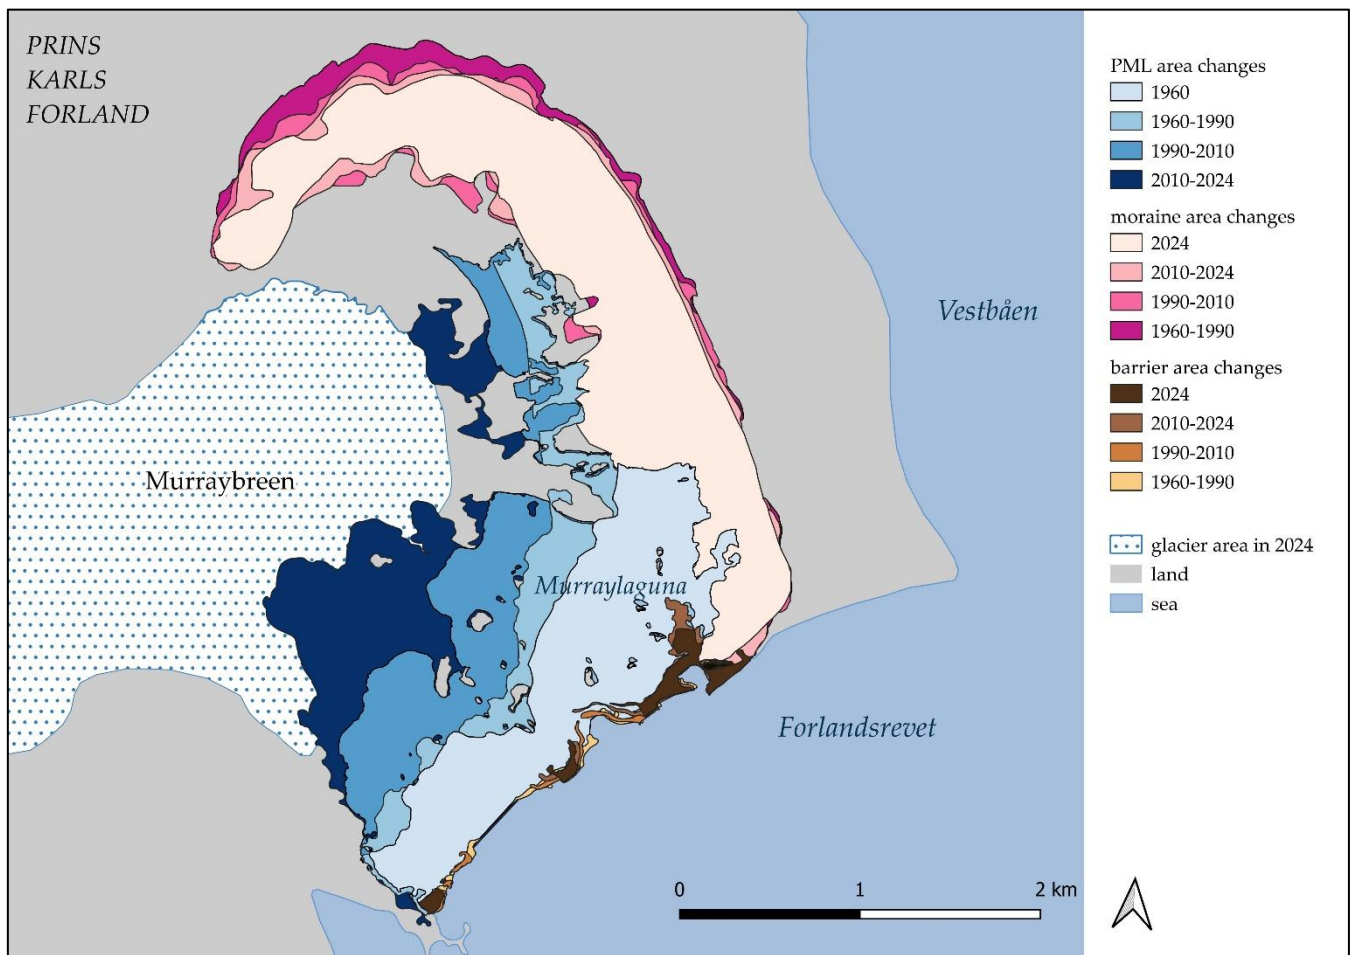 PRINS
KARLS
FORLAND
Vestbåen
Murraybreen
Murraylaguna
Forlandsrevet
0 1 2 km
PML area changes
1960
1960-1990
1990-2010
2010-2024
moraine area changes
2024
2010-2024
1990-2010
1960-1990
barrier area changes
2024
2010-2024
1990-2010
1960-1990
glacier area in 2024
land
sea